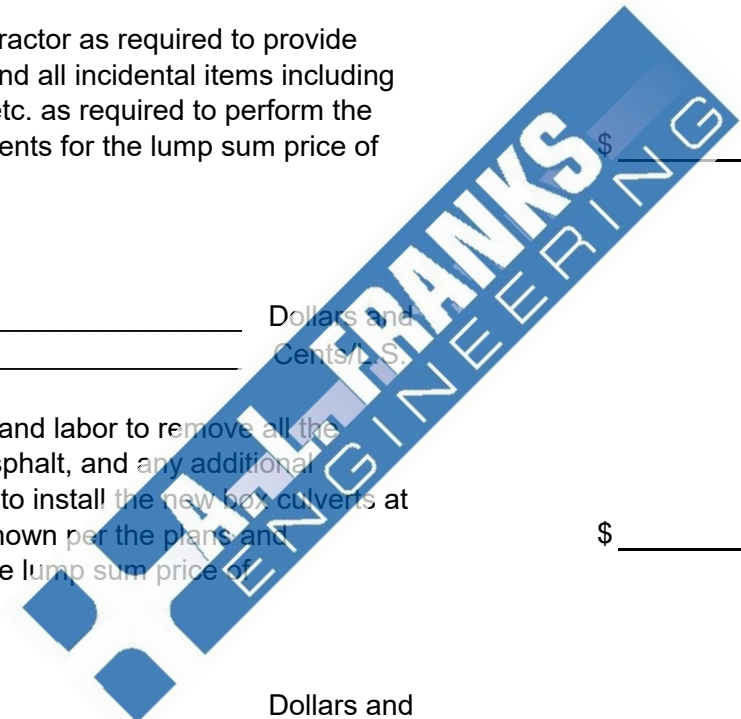 ractor as required to provide
nd all incidental items including
etc. as required to perform the
ents for the lump sum price of
$
Dollars and
Cents/L.S.
and labor to remove all the
sphalt, and any additional
to install the new box culverts at
hown per the plans and
e lump sum price of
$
Dollars and
A.L. FRANKS
ENGINEERING